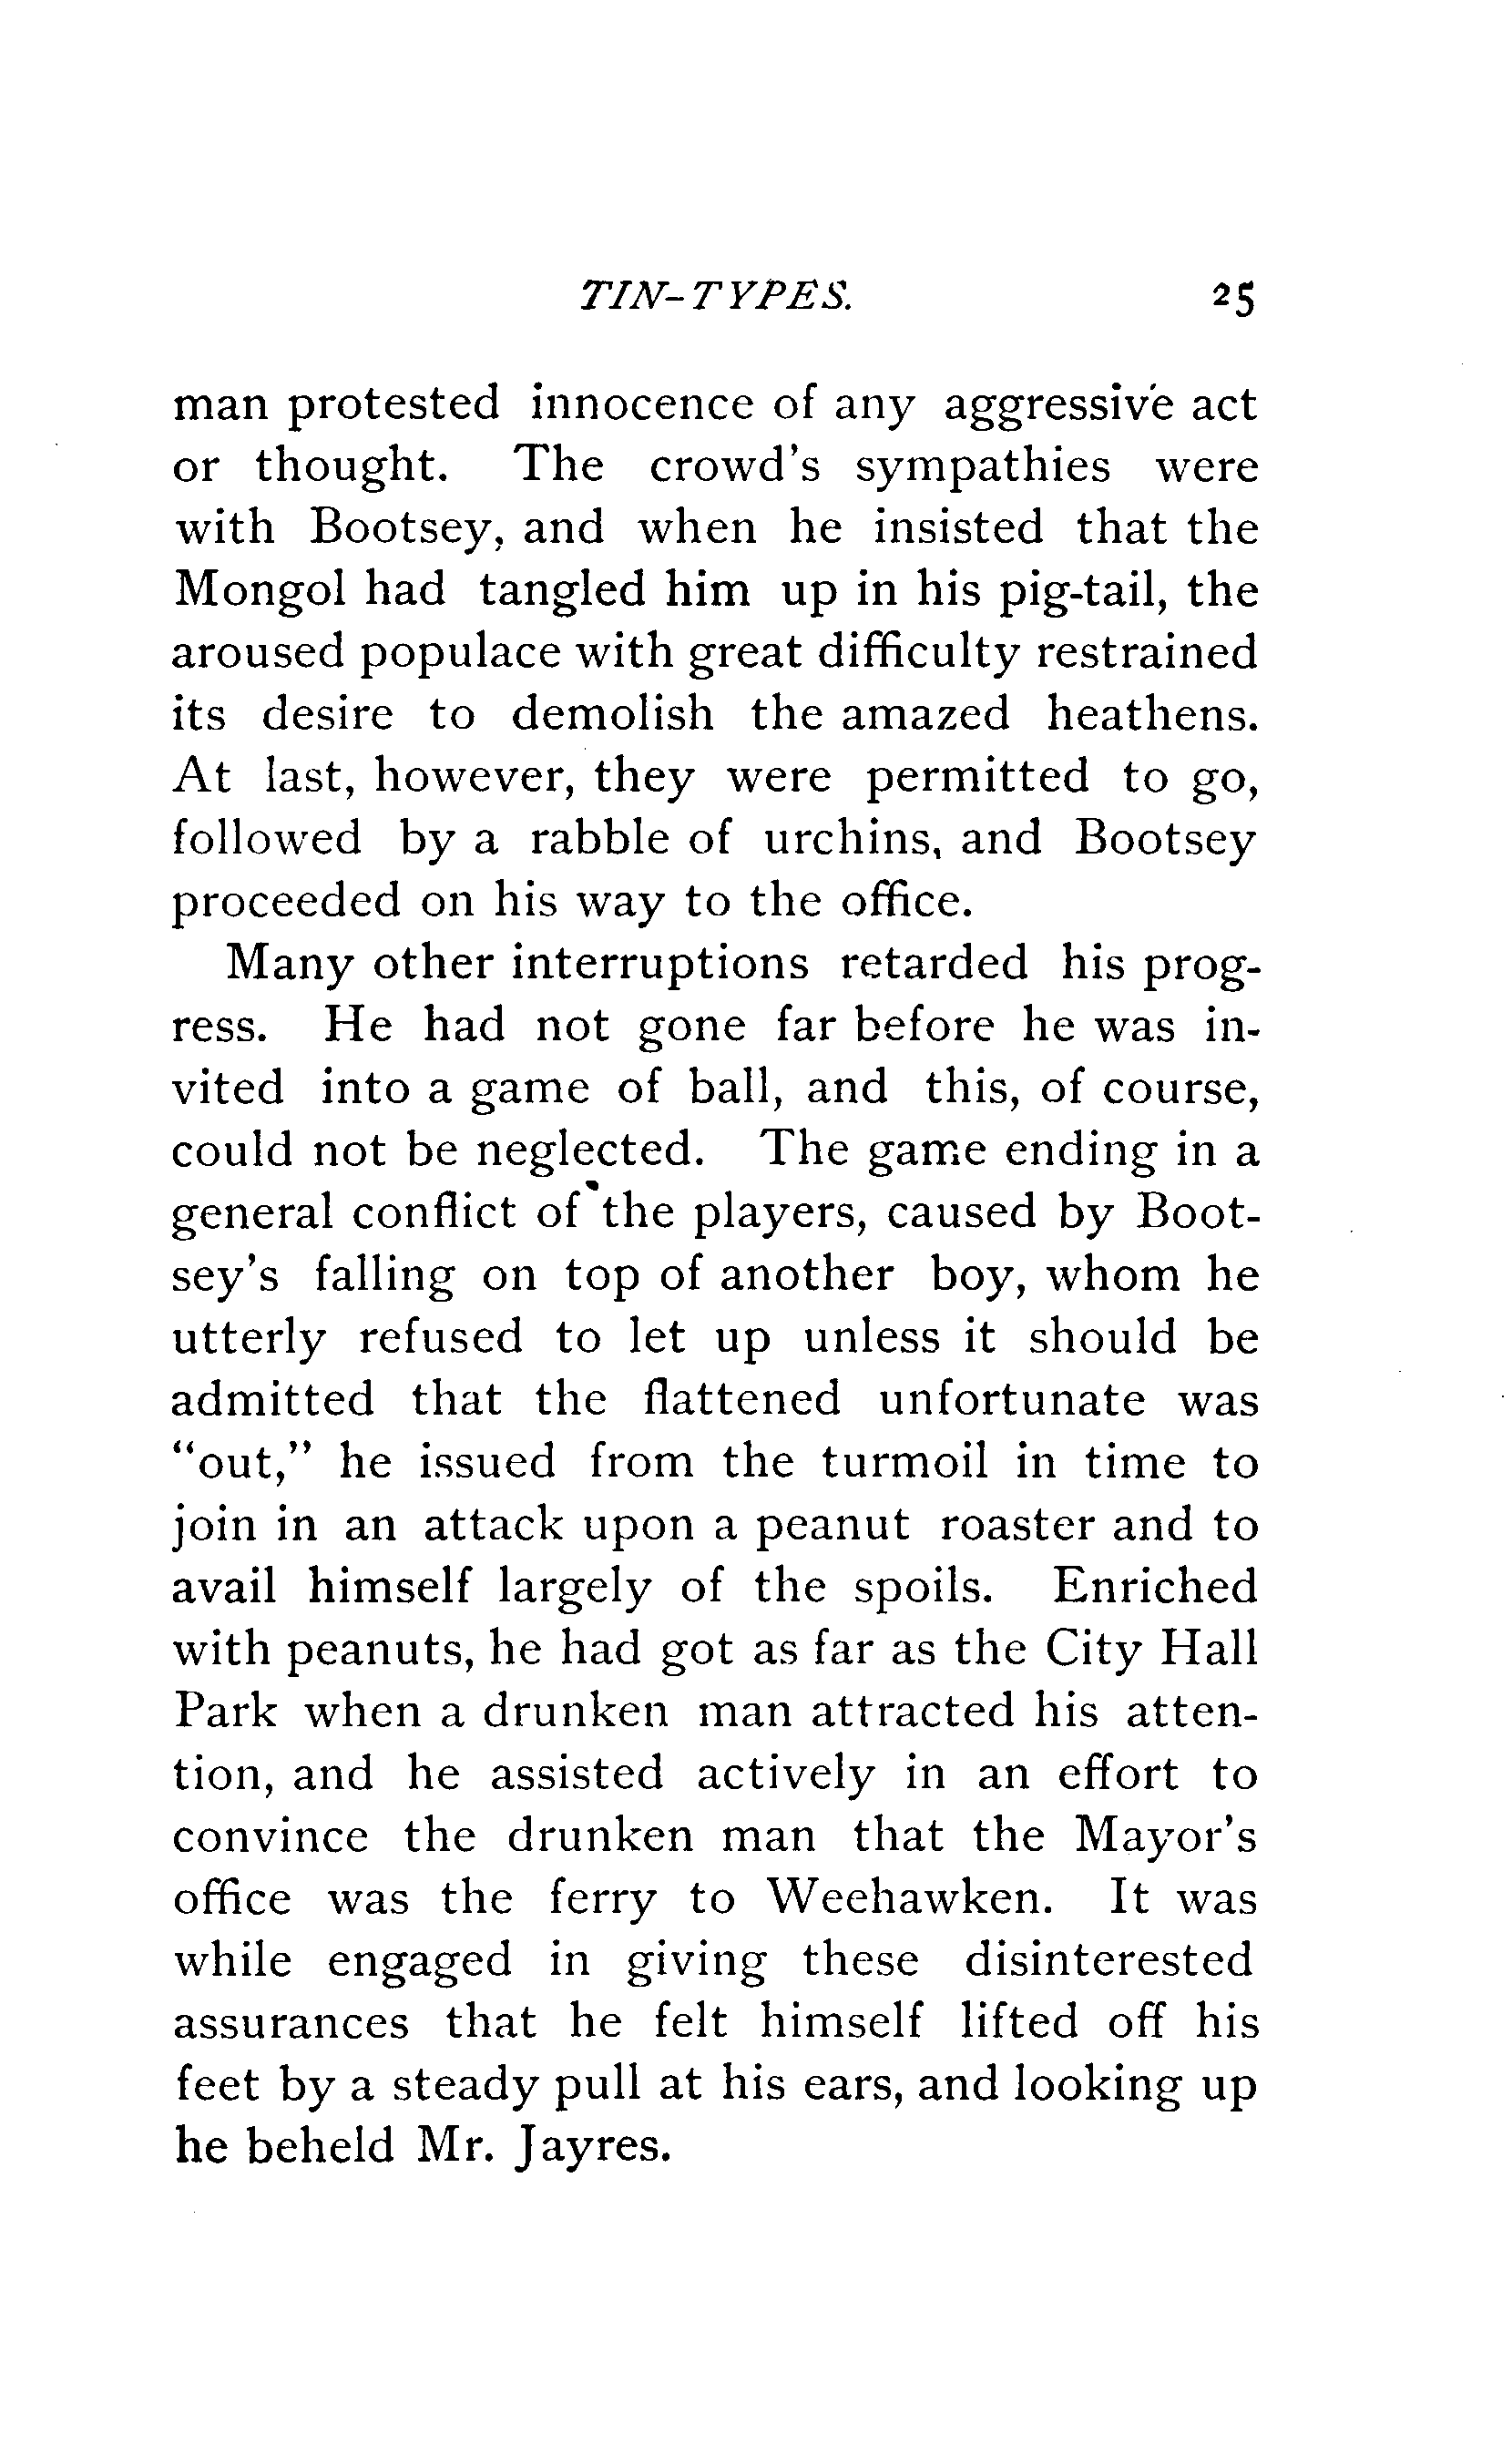 TIN-TYPES. 25
man protested innocence of any aggressive act
or thought. The crowd's sympathies were
with Bootsey, and when he insisted that the
Mongol had tangled him up in his pig-tail, the
aroused populace with great difficulty restrained
its desire to demolish the amazed heathens.
At last, however, they were permitted to go,
followed by a rabble of urchins, and Bootsey
proceeded on his way to the office.
Many other interruptions retarded his prog-
ress. He had not gone far before he was in-
vited into a game of ball, and this, of course,
could not be neglected. The game ending in a
general conflict of the players, caused by Boot-
sey's falling on top of another boy, whom he
utterly refused to let up unless it should be
admitted that the flattened unfortunate was
"out," he issued from the turmoil in time to
join in an attack upon a peanut roaster and to
avail himself largely of the spoils. Enriched
with peanuts, he had got as far as the City Hall
Park when a drunken man attracted his atten-
tion, and he assisted actively in an effort to
convince the drunken man that the Mayor's
office was the ferry to Weehawken. It was
while engaged in giving these disinterested
assurances that he felt himself lifted off his
feet by a steady pull at his ears, and looking up
he beheld Mr. Jayres.